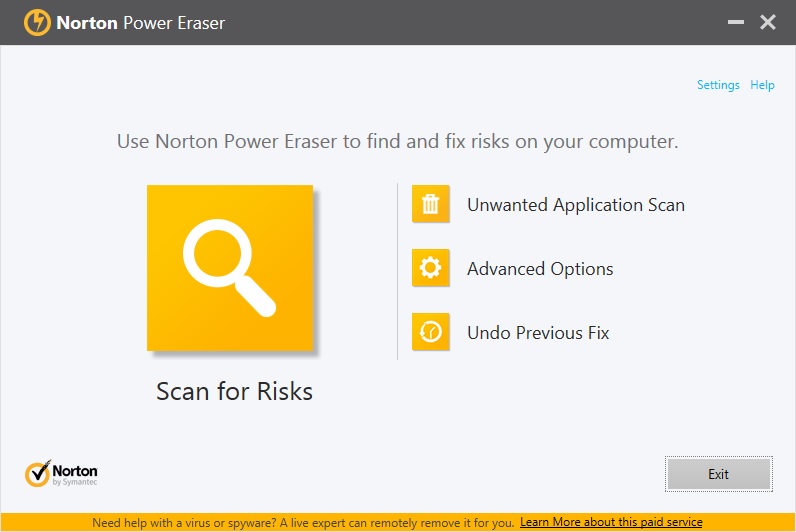 Norton Power Eraser
Settings Help
Use Norton Power Eraser to find and fix risks on your computer.
Unwanted Application Scan
Advanced Options
Undo Previous Fix
Scan for Risks
Norton
by Symantec
Exit
Need help with a virus or spyware? A live expert can remotely remove it for you. Learn More about this paid service